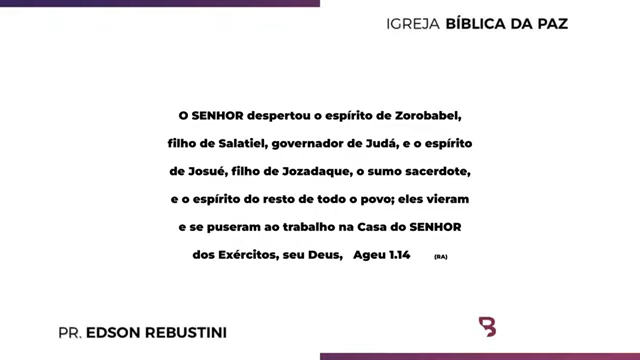 IGREJA BÍBLICA DA PAZ
O SENHOR despertou o espírito de Zorobabel,
filho de Salatiel, governador de Judá, e o espírito
de Josué, filho de Jozadaque, o sumo sacerdote,
e o espírito do resto de todo o povo; eles vieram
e se puseram ao trabalho na Casa do SENHOR
dos Exércitos, seu Deus, Ageu 1.14 (RA)
PR. EDSON REBUSTINI